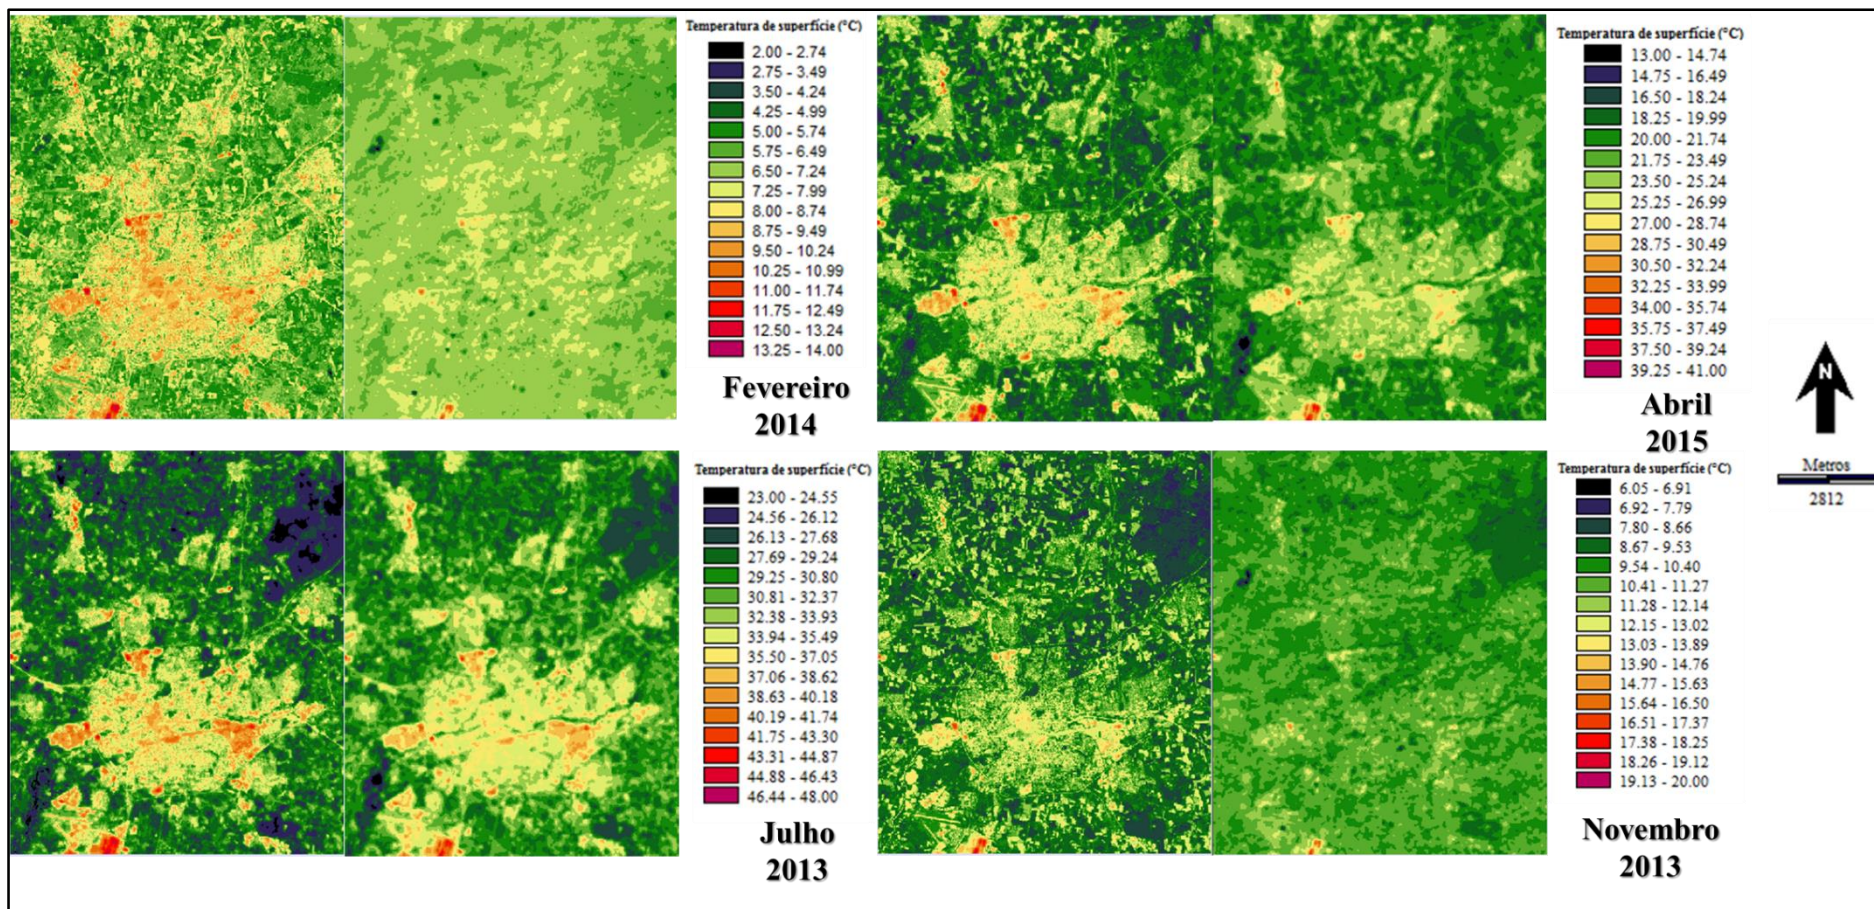 Temperatura de superfície (°C)
2.00 - 2.74
2.75 - 3.49
3.50 - 4.24
4.25 - 4.99
5.00 - 5.74
5.75 - 6.49
6.50 - 7.24
7.25 - 7.99
8.00 - 8.74
8.75 - 9.49
9.50 - 10.24
10.25 - 10.99
11.00 - 11.74
11.75 - 12.49
12.50 - 13.24
13.25 - 14.00
Fevereiro
2014
Temperatura de superfície (°C)
13.00 - 14.74
14.75 - 16.49
16.50 - 18.24
18.25 - 19.99
20.00 - 21.74
21.75 - 23.49
23.50 - 25.24
25.25 - 26.99
27.00 - 28.74
28.75 - 30.49
30.50 - 32.24
32.25 - 33.99
34.00 - 35.74
35.75 - 37.49
37.50 - 39.24
39.25 - 41.00
Abril
2015
N
Metros
2812
Temperatura de superfície (°C)
23.00 - 24.55
24.56 - 26.12
26.13 - 27.68
27.69 - 29.24
29.25 - 30.80
30.81 - 32.37
32.38 - 33.93
33.94 - 35.49
35.50 - 37.05
37.06 - 38.62
38.63 - 40.18
40.19 - 41.74
41.75 - 43.30
43.31 - 44.87
44.88 - 46.43
46.44 - 48.00
Julho
2013
Temperatura de superfície (°C)
6.05 - 6.91
6.92 - 7.79
7.80 - 8.66
8.67 - 9.53
9.54 - 10.40
10.41 - 11.27
11.28 - 12.14
12.15 - 13.02
13.03 - 13.89
13.90 - 14.76
14.77 - 15.63
15.64 - 16.50
16.51 - 17.37
17.38 - 18.25
18.26 - 19.12
19.13 - 20.00
Novembro
2013